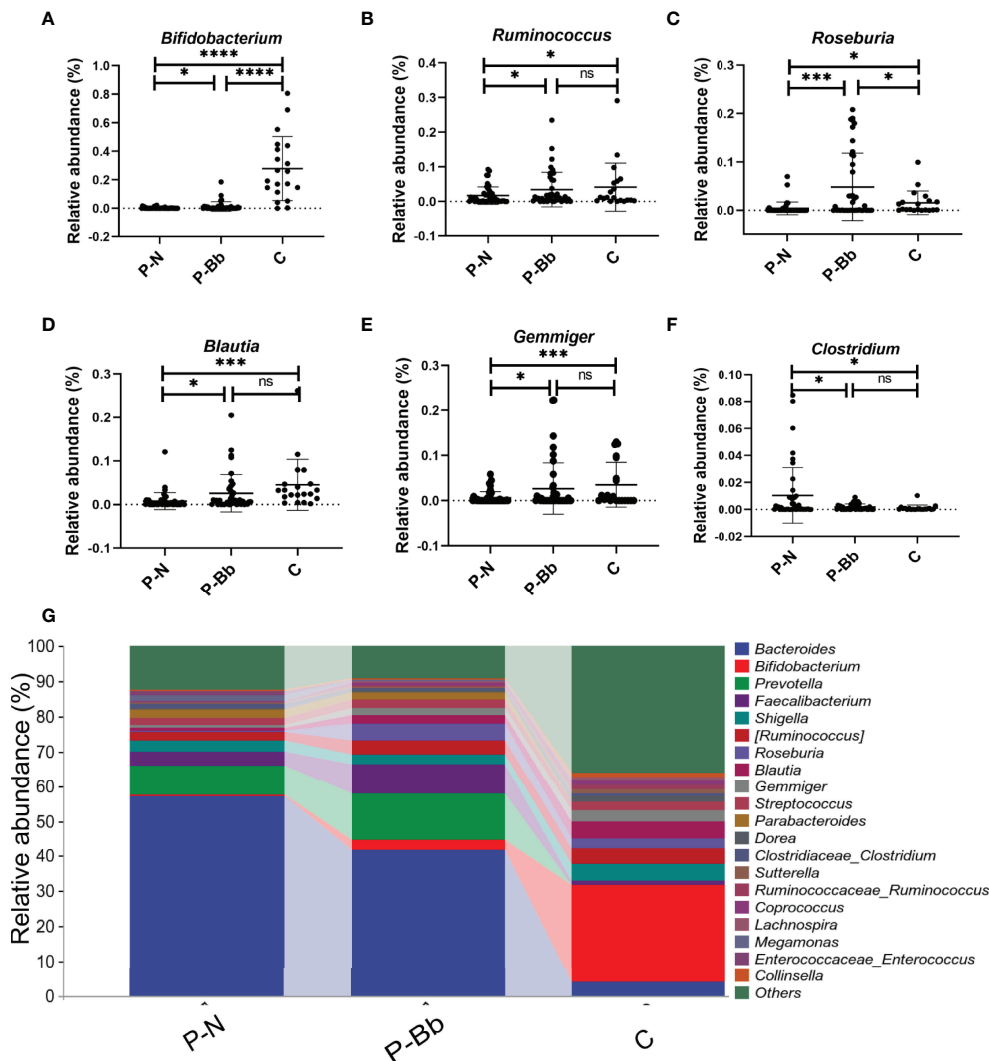 A
Bifidobacterium
****
*
****
Relative abundance (%)
1.0
0.8
0.6
0.4
0.2
0.0
-0.2
P-N
P-Bb
C
B
Ruminococcus
*
*
ns
Relative abundance (%)
0.4
0.3
0.2
0.1
0.0
-0.1
P-N
P-Bb
C
C
Roseburia
*
***
*
Relative abundance (%)
0.3
0.2
0.1
0.0
P-N
P-Bb
C
D
Blautia
***
*
ns
Relative abundance (%)
0.3
0.2
0.1
0.0
-0.1
P-N
P-Bb
C
E
Gemmiger
***
*
ns
Relative abundance (%)
0.3
0.2
0.1
0.0
-0.1
P-N
P-Bb
C
F
Clostridium
*
*
ns
Relative abundance (%)
0.10
0.08
0.06
0.04
0.02
0.00
-0.02
P-N
P-Bb
C
G
Relative abundance (%)
100
90
80
70
60
50
40
30
20
10
0
P-N
P-Bb
C
Bacteroides
Bifidobacterium
Prevotella
Faecalibacterium
Shigella
[Ruminococcus]
Roseburia
Blautia
Gemmiger
Streptococcus
Parabacteroides
Dorea
Clostridiaceae_Clostridium
Sutterella
Ruminococcaceae_Ruminococcus
Coprococcus
Lachnospira
Megamonas
Enterococcaceae_Enterococcus
Collinsella
Others